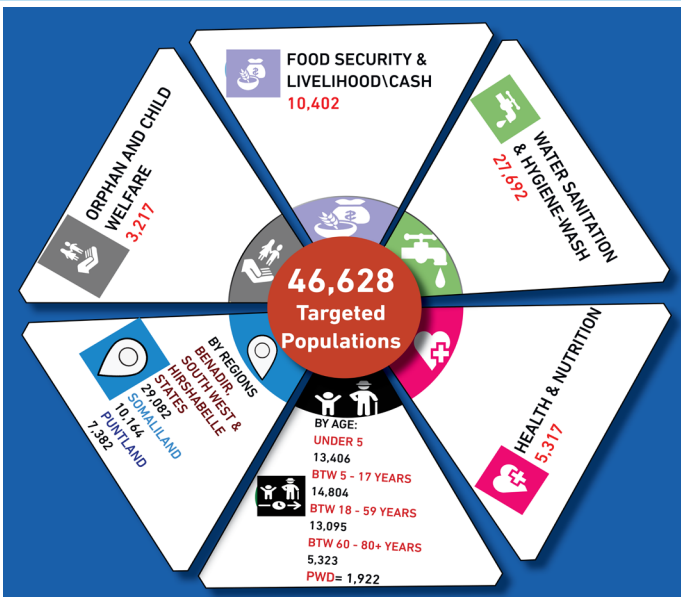 FOOD SECURITY &
LIVELIHOOD\CASH
10,402
WATER SANITATION
& HYGIENE-WASH
27,692
HEALTH & NUTRITION
5,317
BY AGE:
UNDER 5
13,406
BTW 5 - 17 YEARS
14,804
BTW 18 - 59 YEARS
13,095
BTW 60 - 80+ YEARS
5,323
PWD= 1,922
BY REGIONS
BENADIR,
SOUTH WEST &
HIRSHABELLE
STATES
29,082
SOMALILAND
10,164
PUNTLAND
7,382
ORPHAN AND CHILD
WELFARE
3,217
46,628
Targeted
Populations
$
$